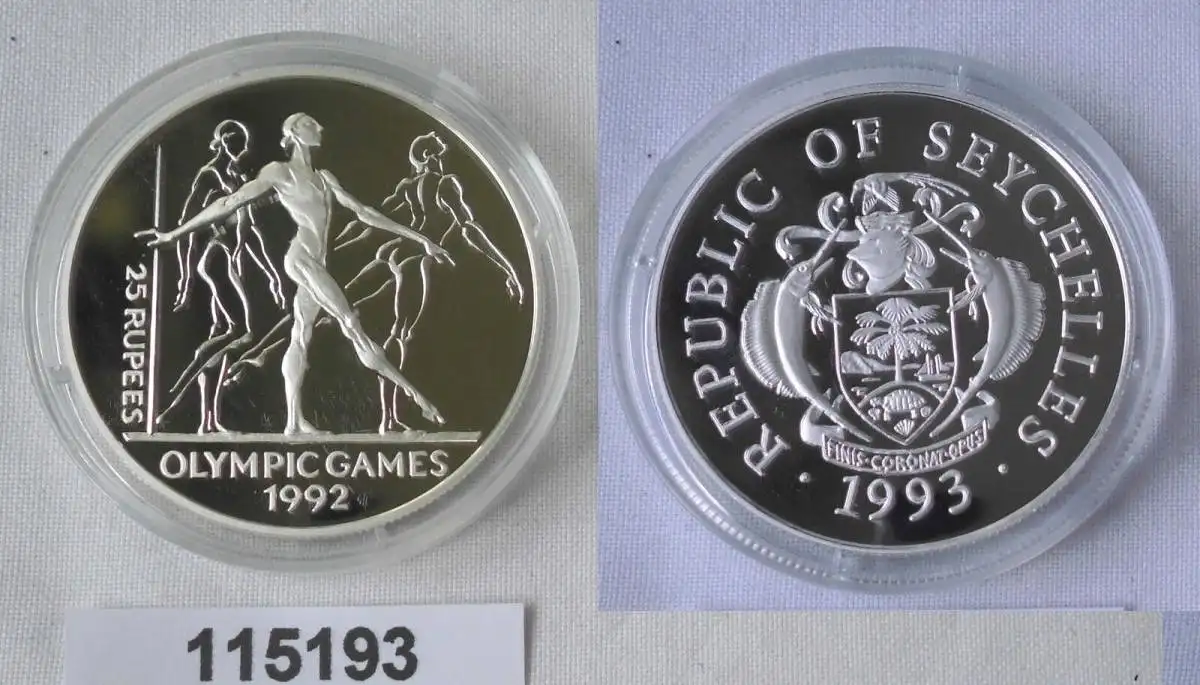 25 RUPEES
OLYMPIC GAMES
1992
115193
· REPUBLIC OF SEYCHELLES ·
FINIS·CORONAT·OPUS
1993